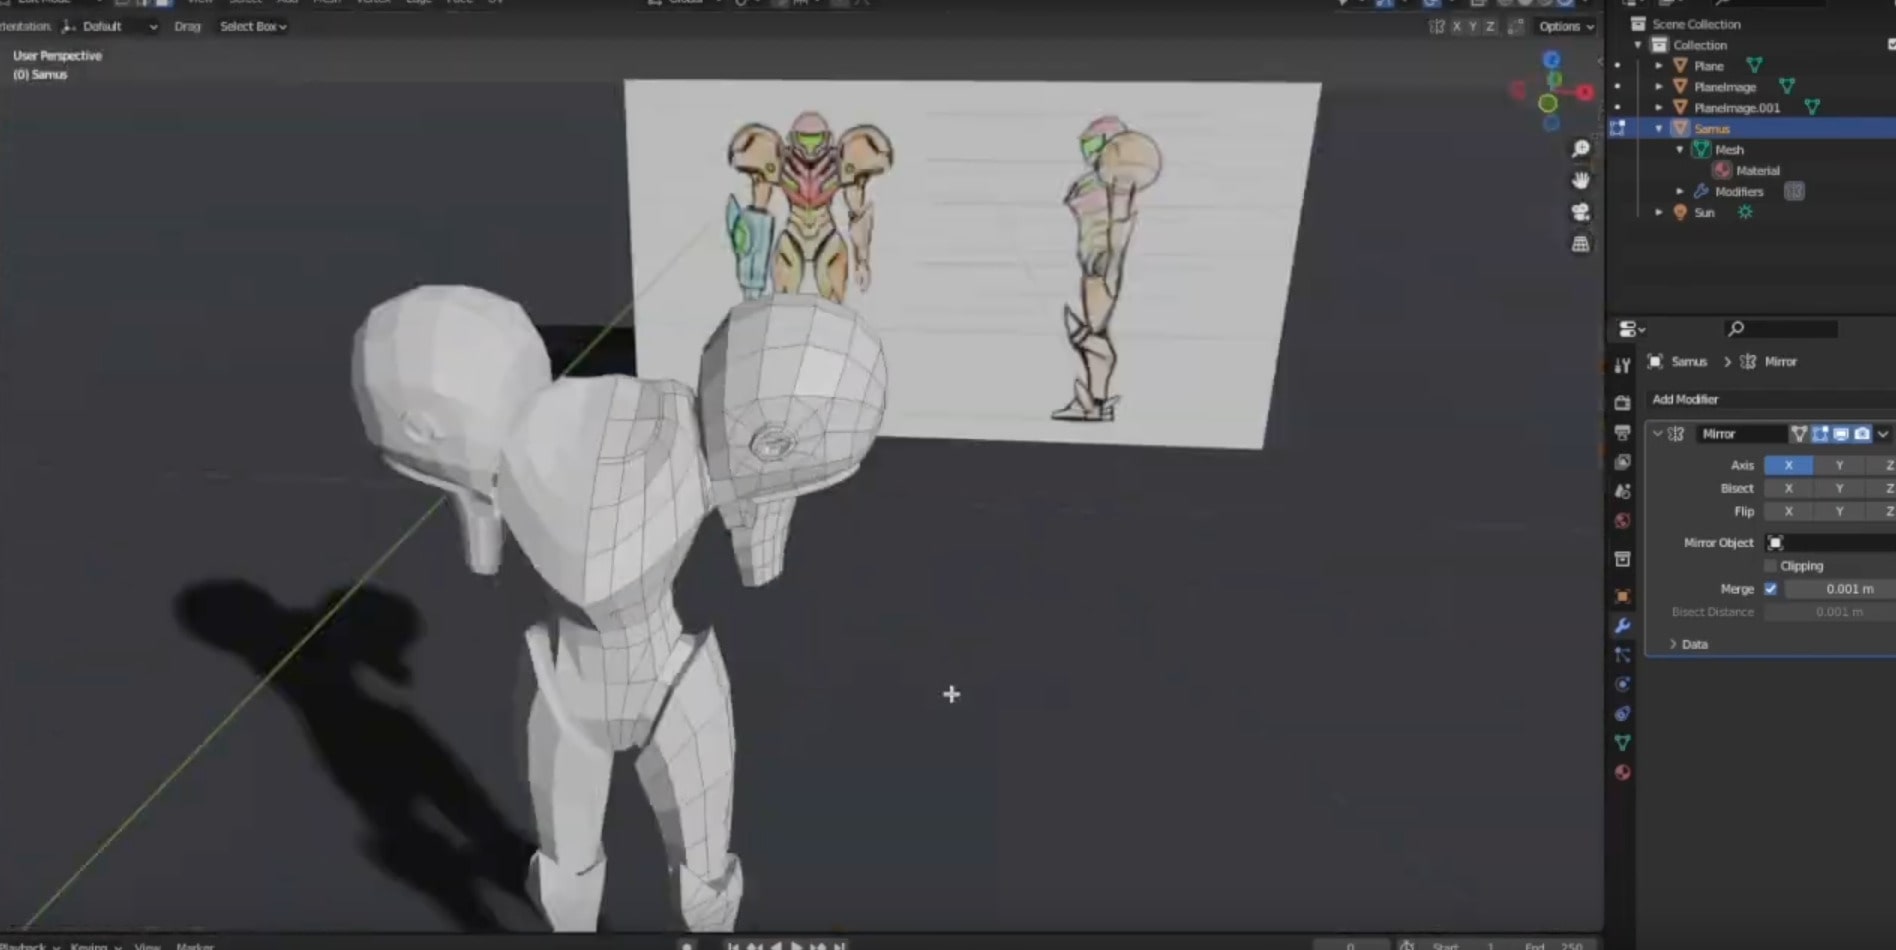 Default
Drag
Select Box
X Y Z
Options
User Perspective
(0) Samus
Scene Collection
Collection
Plane
PlaneImage
PlaneImage.001
Samus
Mesh
Material
Modifiers
Sun
Samus > Mirror
Add Modifier
Mirror
Axis X Y Z
Bisect X Y Z
Flip X Y Z
Mirror Object
Clipping
Merge 0.001 m
Bisect Distance 0.001 m
Data
Playback Keying View Marker
0 Start 1 End 250